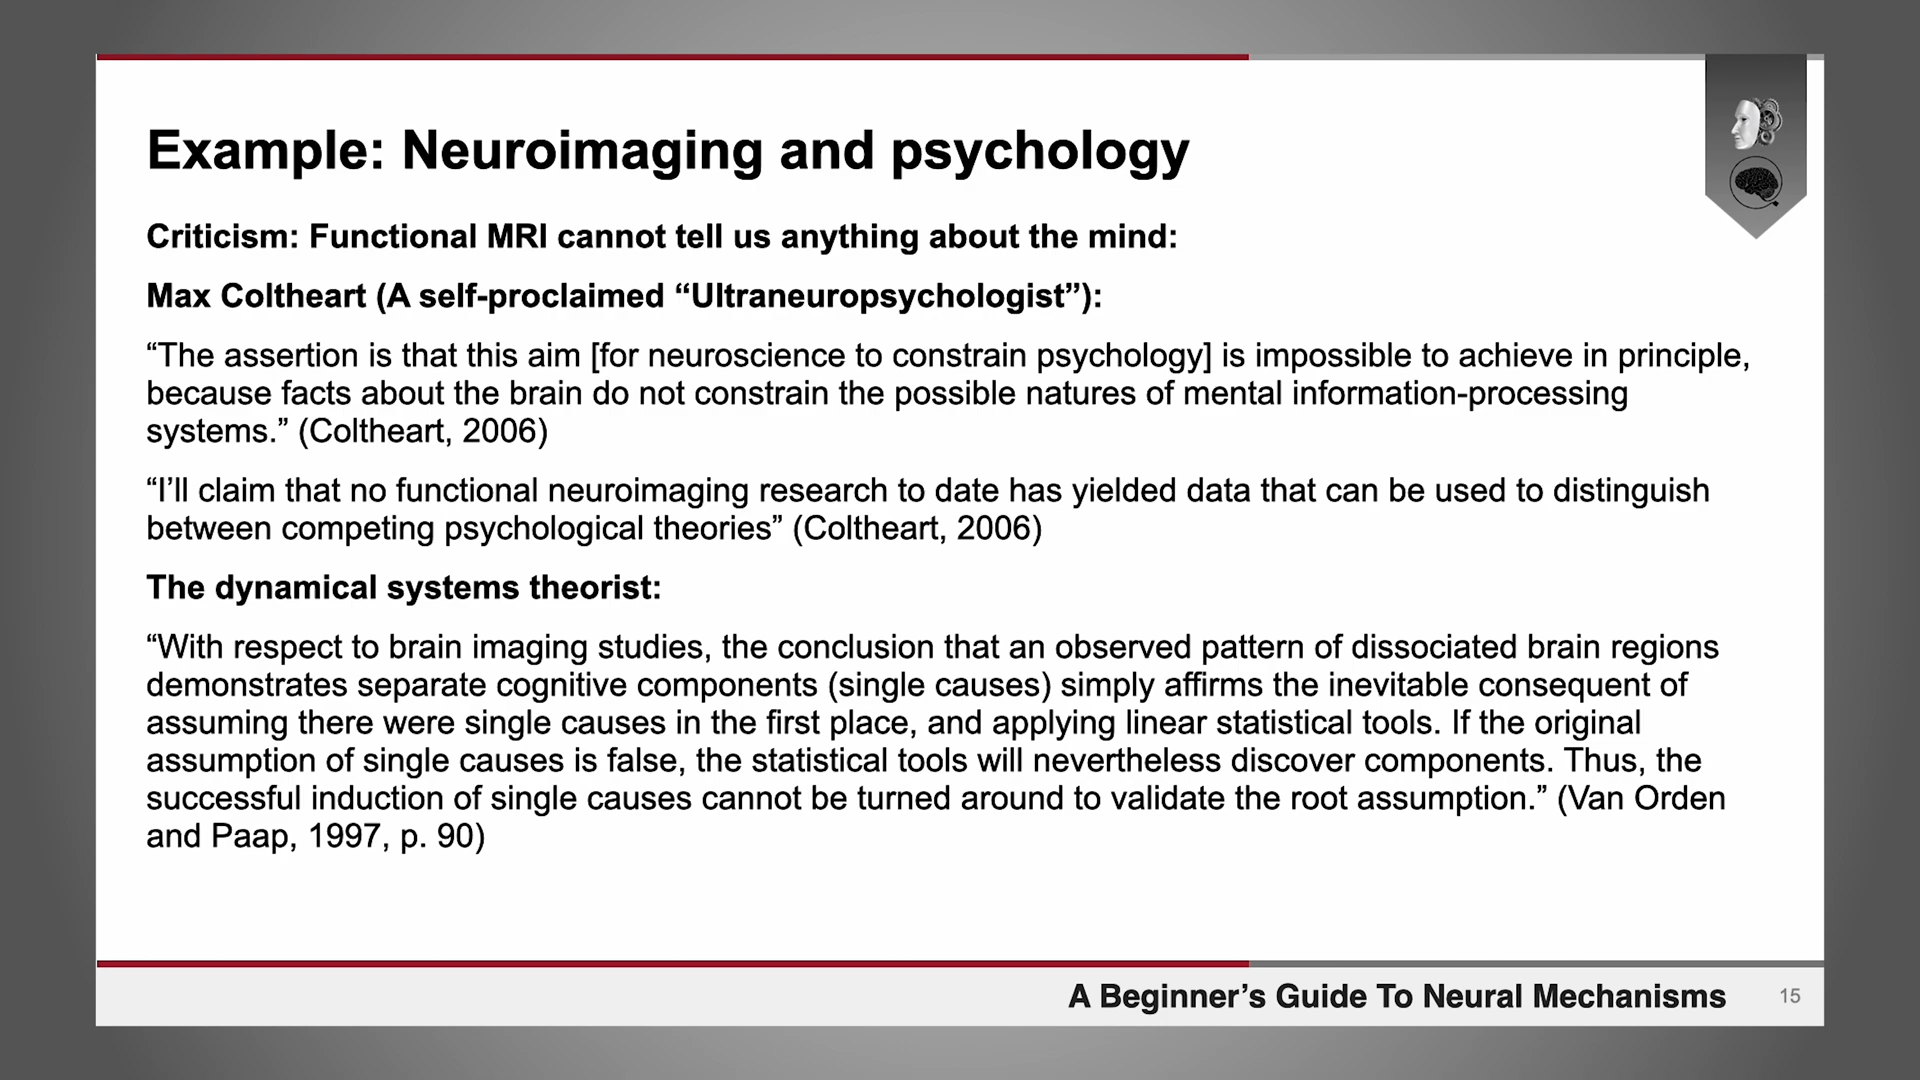 Example: Neuroimaging and psychology
Criticism: Functional MRI cannot tell us anything about the mind:
Max Coltheart (A self-proclaimed “Ultraneuropsychologist”):
“The assertion is that this aim [for neuroscience to constrain psychology] is impossible to achieve in principle,
because facts about the brain do not constrain the possible natures of mental information-processing
systems.” (Coltheart, 2006)
“I’ll claim that no functional neuroimaging research to date has yielded data that can be used to distinguish
between competing psychological theories” (Coltheart, 2006)
The dynamical systems theorist:
“With respect to brain imaging studies, the conclusion that an observed pattern of dissociated brain regions
demonstrates separate cognitive components (single causes) simply affirms the inevitable consequent of
assuming there were single causes in the first place, and applying linear statistical tools. If the original
assumption of single causes is false, the statistical tools will nevertheless discover components. Thus, the
successful induction of single causes cannot be turned around to validate the root assumption.” (Van Orden
and Paap, 1997, p. 90)
A Beginner’s Guide To Neural Mechanisms
15